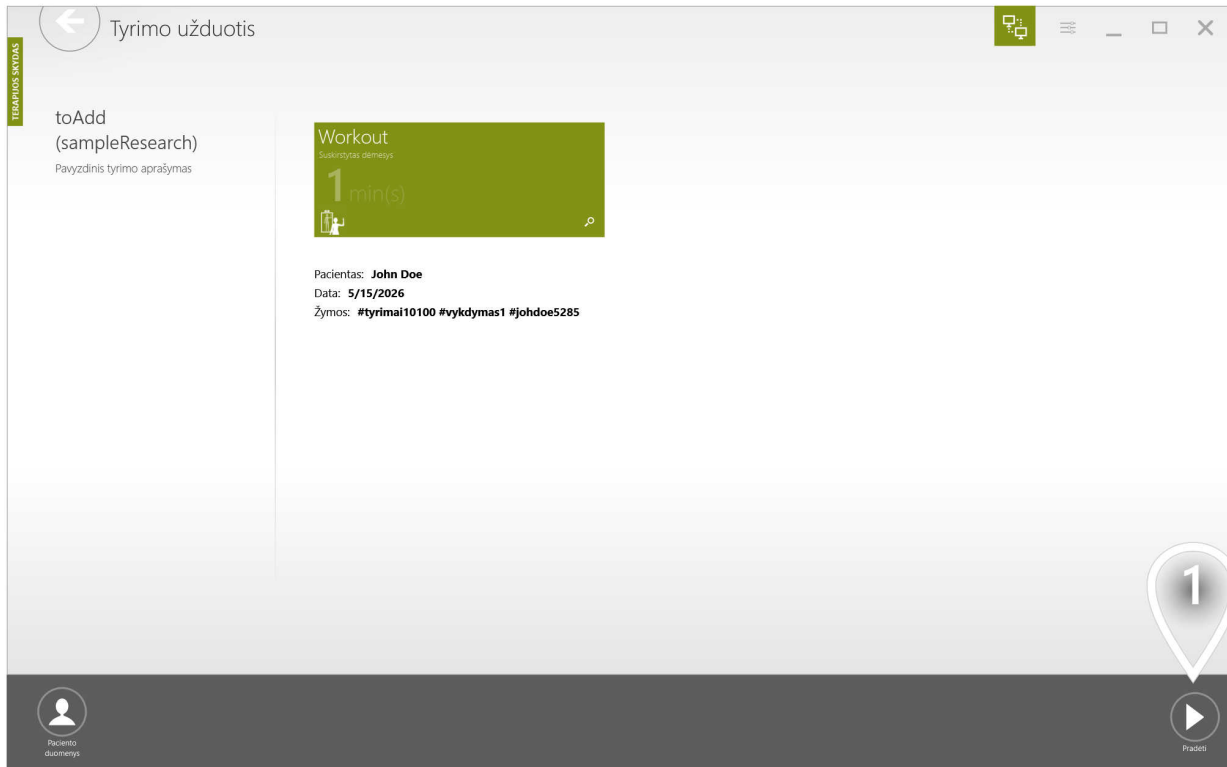 Tyrimo užduotis
TERAPIJOS SKYDAS
toAdd
(sampleResearch)
Pavyzdinis tyrimo aprašymas
Workout
Suskirstytas dėmesys
1 min(s)
Pacientas: John Doe
Data: 5/15/2026
Žymos: #tyrimai10100 #vykdymas1 #johdoe5285
1
Paciento
duomenys
Pradėti